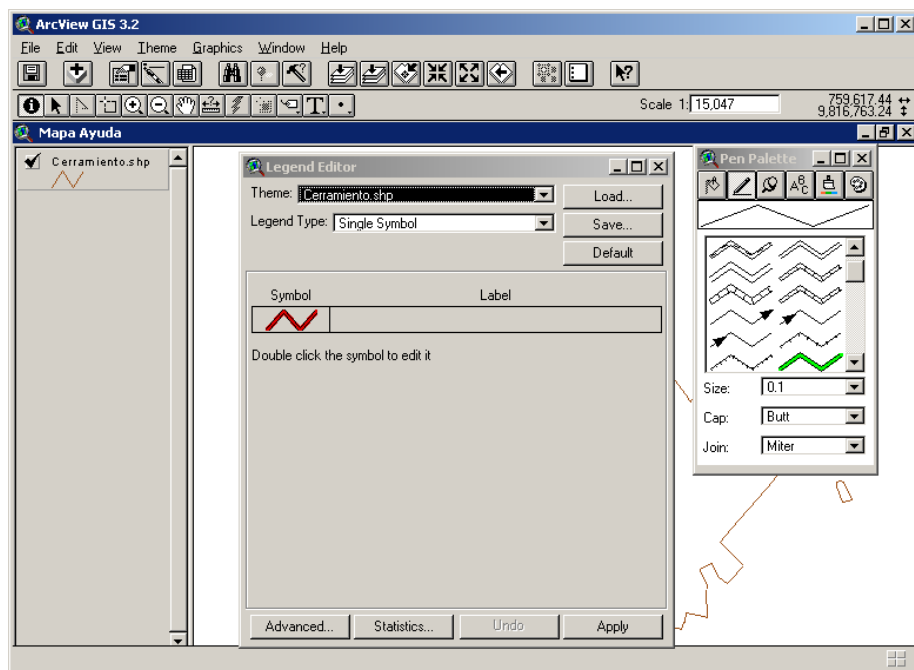 ArcView GIS 3.2
File Edit View Theme Graphics Window Help
Scale 1: 15,047
759,617.44
9,816,763.24
Mapa Ayuda
Cerramiento.shp
Legend Editor
Theme: Cerramiento.shp
Load...
Legend Type: Single Symbol
Save...
Default
Symbol Label
Double click the symbol to edit it
Advanced... Statistics... Undo Apply
Pen Palette
Size: 0.1
Cap: Butt
Join: Miter